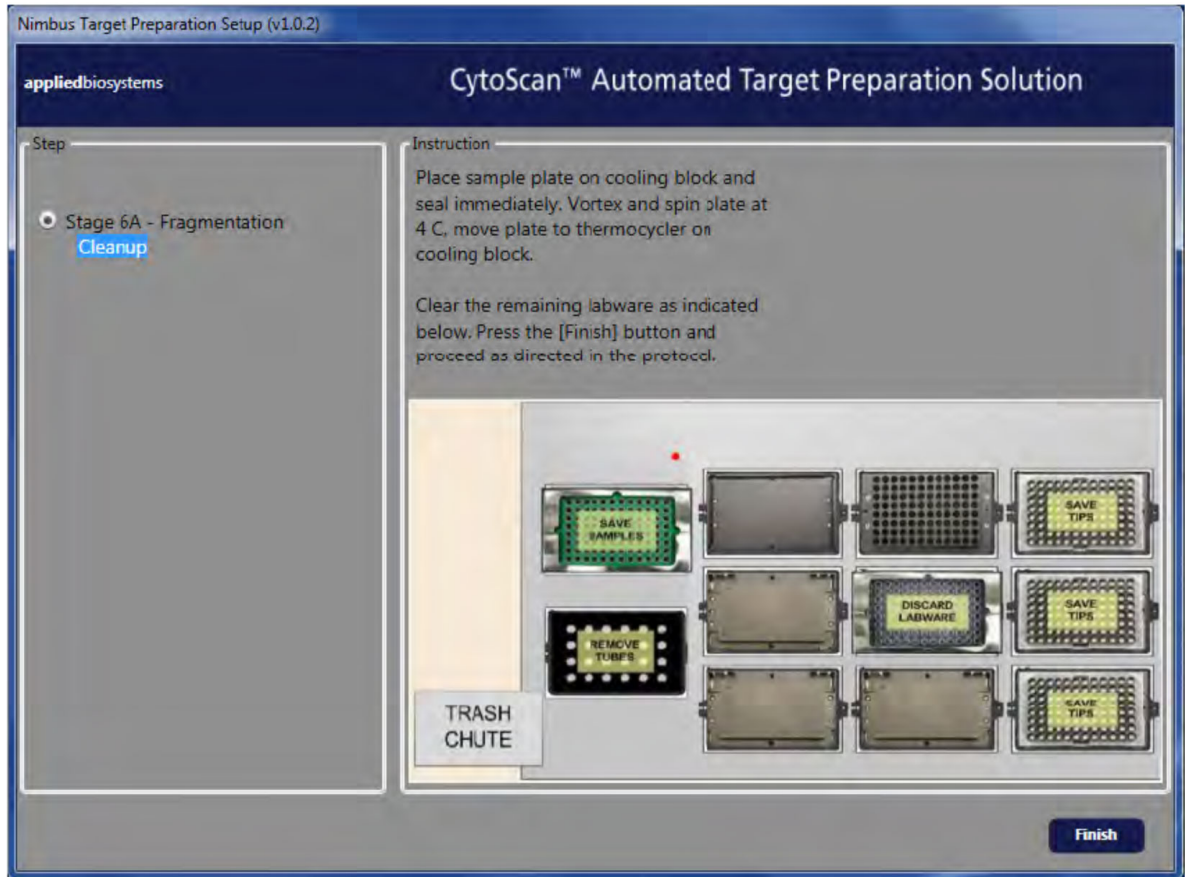 Nimbus Target Preparation Setup (v1.0.2)
appliedbiosystems
CytoScan™ Automated Target Preparation Solution
Step
Stage 6A - Fragmentation
Cleanup
Instruction
Place sample plate on cooling block and
seal immediately. Vortex and spin plate at
4 C, move plate to thermocycler on
cooling block.
Clear the remaining labware as indicated
below. Press the [Finish] button and
proceed as directed in the protocol.
SAVE
SAMPLES
SAVE
TIPS
DISCARD
LABWARE
SAVE
TIPS
REMOVE
TUBES
SAVE
TIPS
TRASH
CHUTE
Finish